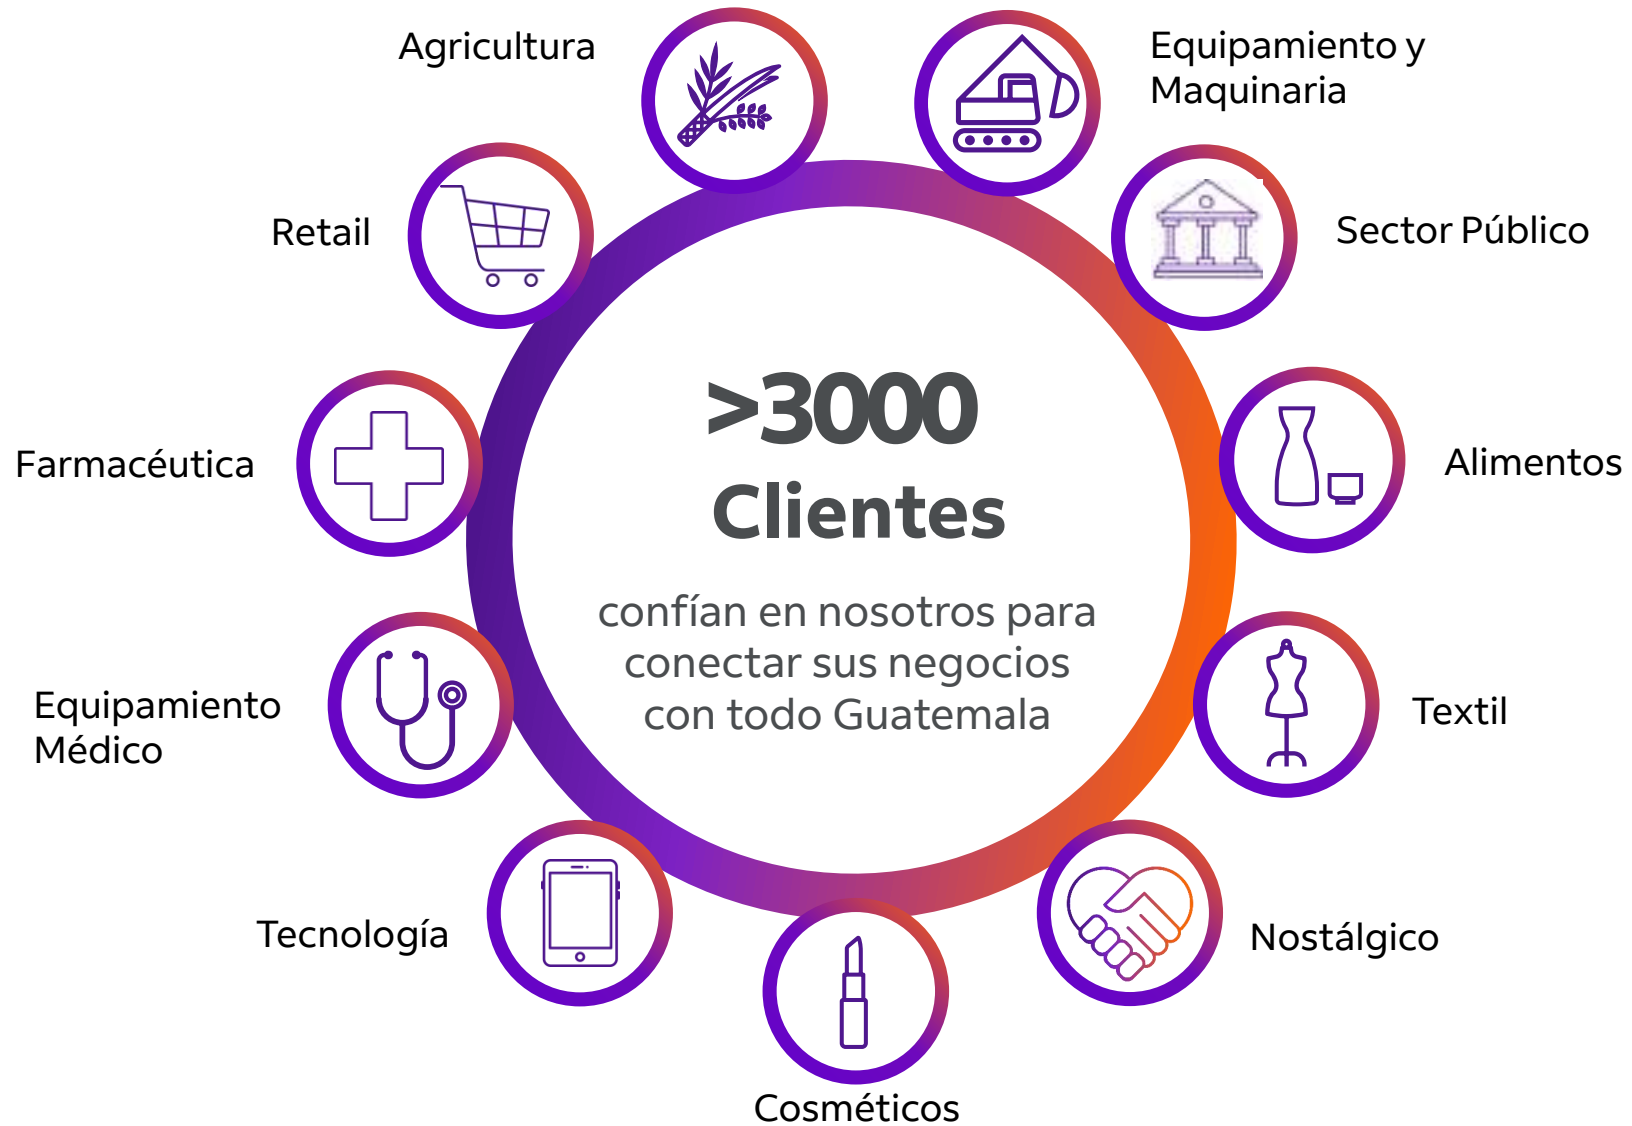 Agricultura
Equipamiento y
Maquinaria
Retail
Sector Público
Farmacéutica
>3000
Clientes
confían en nosotros para
conectar sus negocios
con todo Guatemala
Alimentos
Equipamiento
Médico
Textil
Tecnología
Nostálgico
Cosméticos